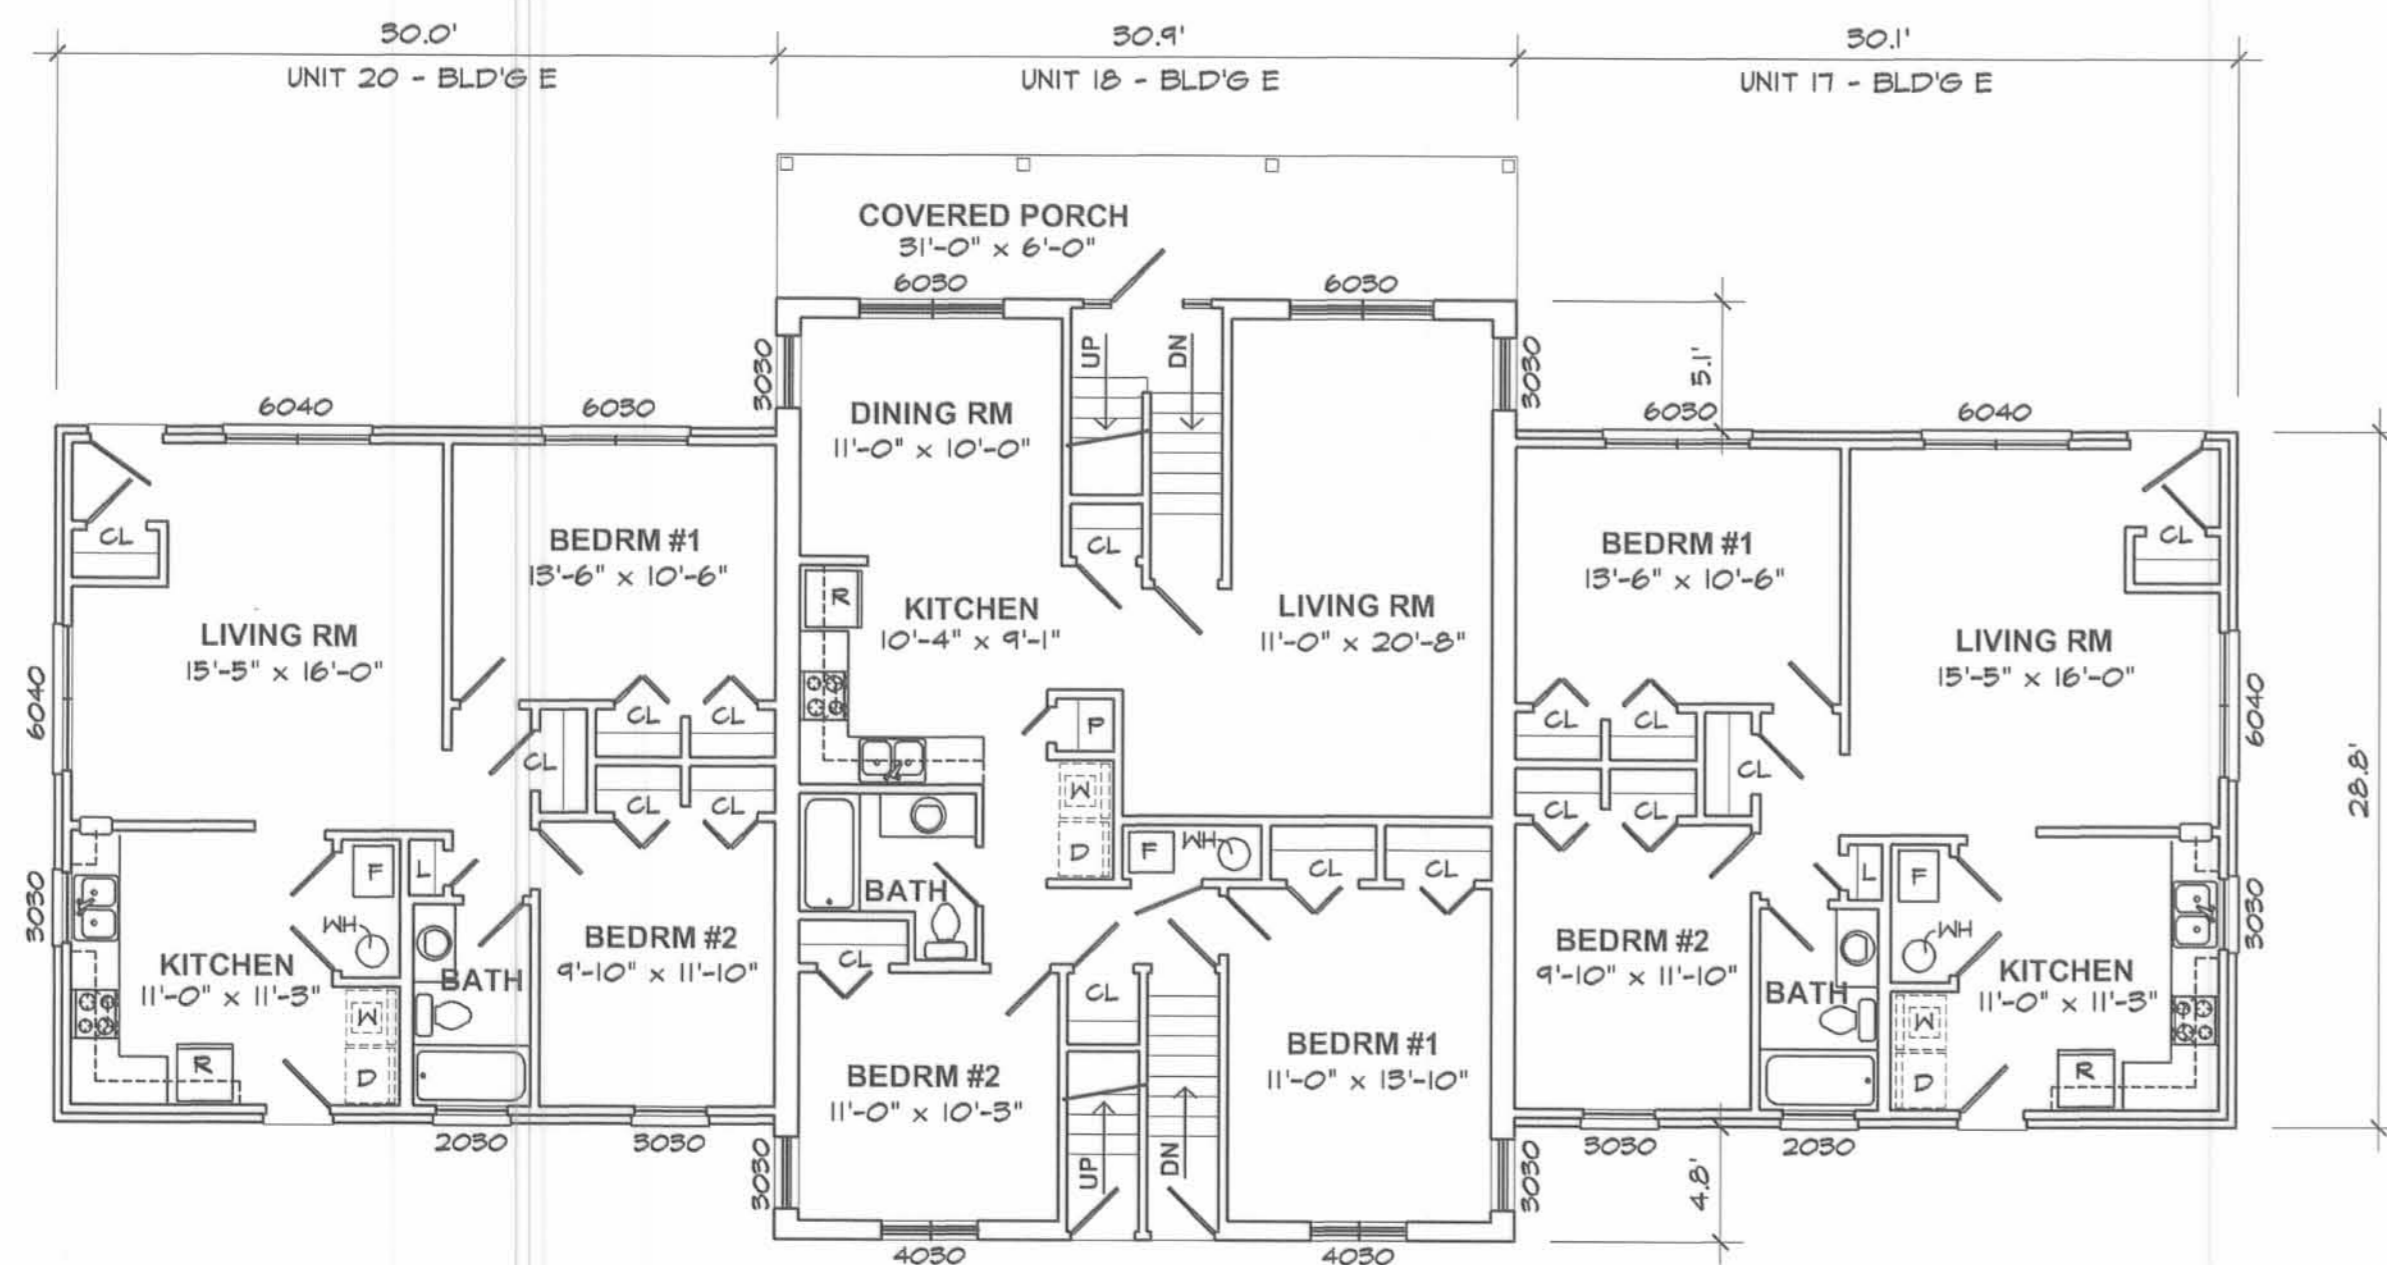 30.0'
30.9'
30.1'
UNIT 20 - BLD'G E
UNIT 18 - BLD'G E
UNIT 17 - BLD'G E
COVERED PORCH
31'-0" x 6'-0"
6030
6030
UP
DN
3030
3030
5.1'
6040
6030
6030
6040
DINING RM
11'-0" x 10'-0"
CL
BEDRM #1
13'-6" x 10'-6"
CL
BEDRM #1
13'-6" x 10'-6"
CL
R
KITCHEN
10'-4" x 9'-1"
LIVING RM
11'-0" x 20'-8"
LIVING RM
15'-5" x 16'-0"
LIVING RM
15'-5" x 16'-0"
6040
6040
CL
CL
P
CL
CL
CL
CL
28.8'
W
CL
CL
CL
CL
D
F
WH
CL
CL
BATH
F
L
L
F
3030
3030
WH
WH
CL
BEDRM #2
9'-10" x 11'-10"
BEDRM #2
9'-10" x 11'-10"
KITCHEN
11'-0" x 11'-3"
BATH
CL
BATH
KITCHEN
11'-0" x 11'-3"
W
W
BEDRM #1
11'-0" x 13'-10"
R
D
BEDRM #2
11'-0" x 10'-3"
D
R
2030
3030
3030
2030
3030
UP
DN
3030
4.8'
4030
4030